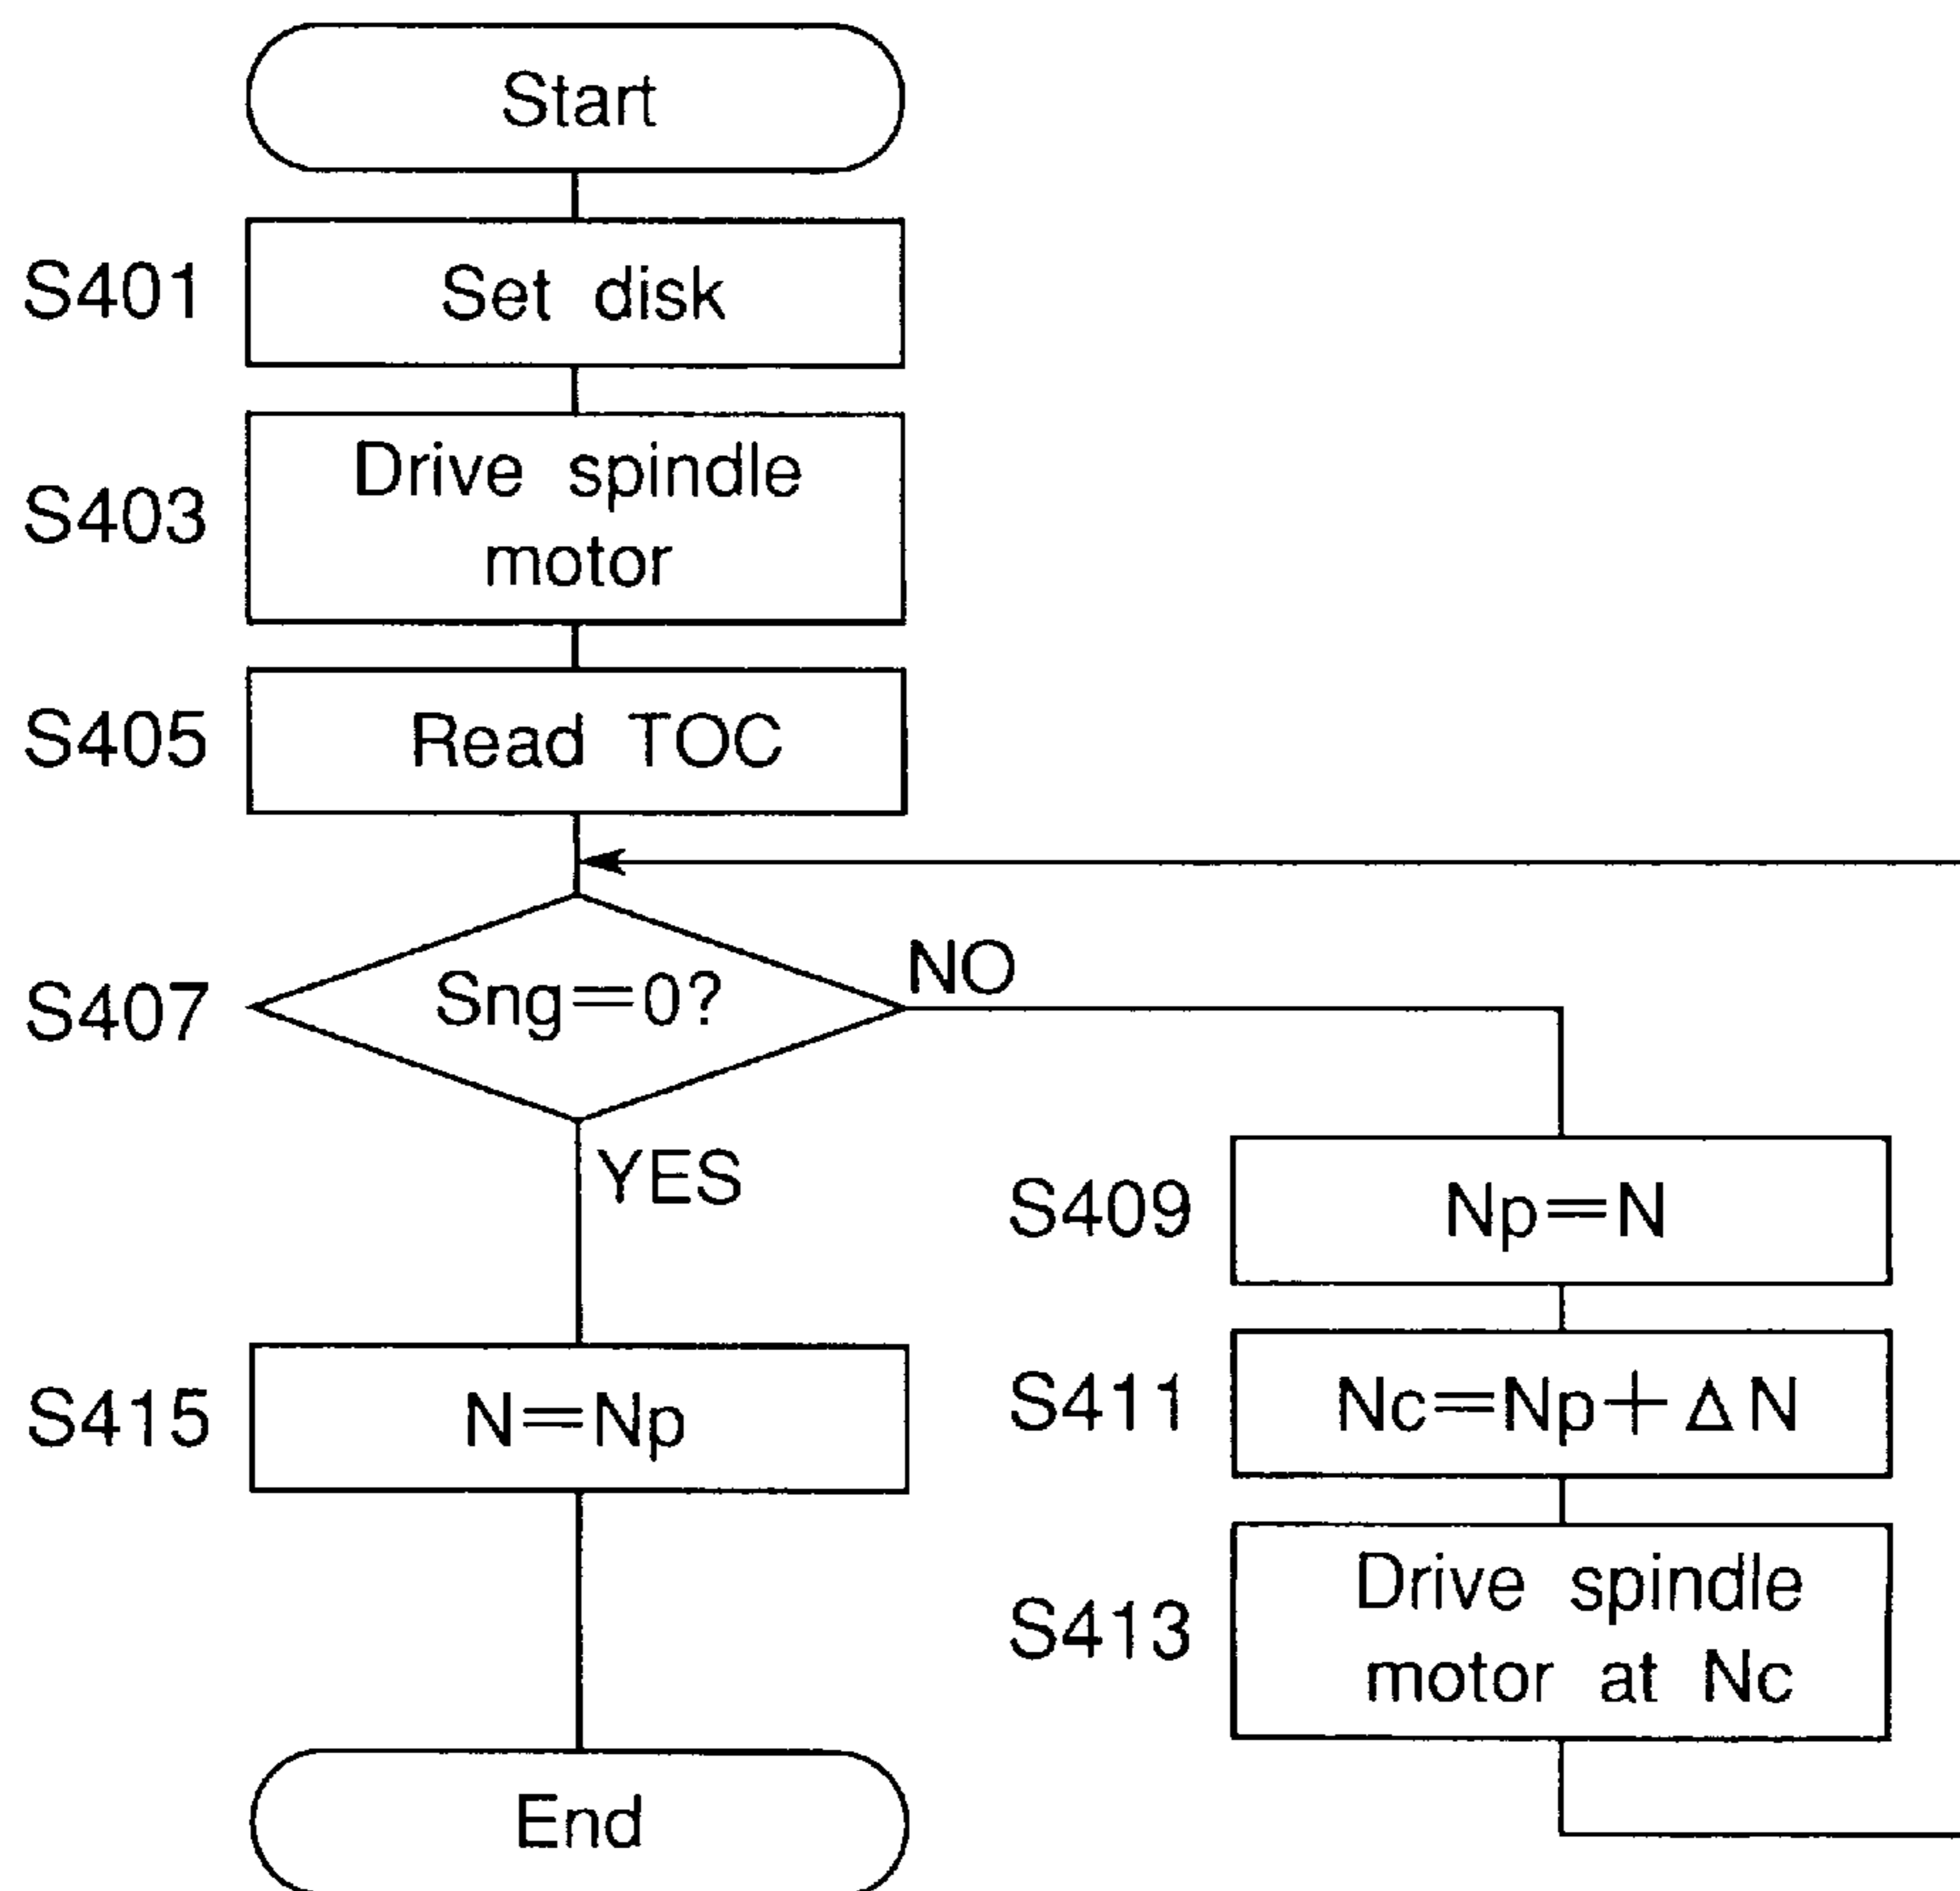 Start
S401
Set disk
S403
Drive spindle
motor
S405
Read TOC
S407
Sng=0?
NO
YES
S409
Np=N
S411
Nc=Np+ΔN
S413
Drive spindle
motor at Nc
S415
N=Np
End